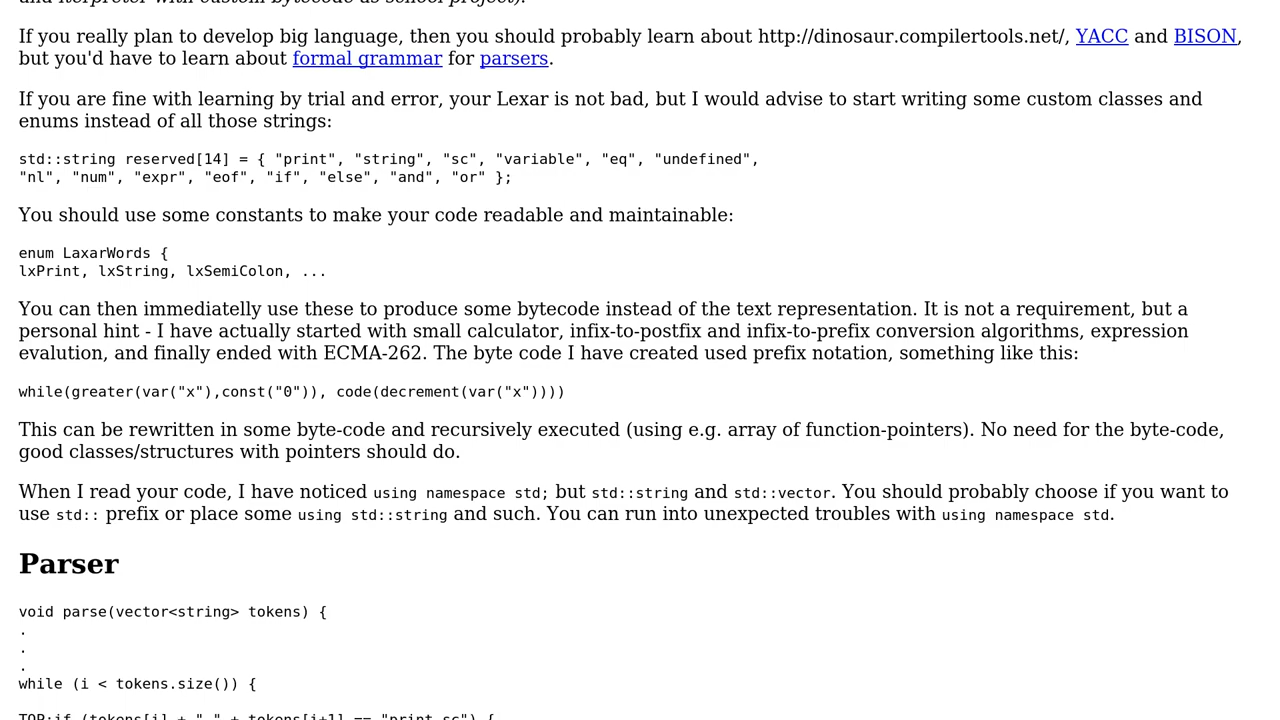 and iterpreter with custom bytecode as school project).
If you really plan to develop big language, then you should probably learn about http://dinosaur.compilertools.net/, YACC and BISON,
but you'd have to learn about formal grammar for parsers.
If you are fine with learning by trial and error, your Lexar is not bad, but I would advise to start writing some custom classes and
enums instead of all those strings:
std::string reserved[14] = { "print", "string", "sc", "variable", "eq", "undefined",
"nl", "num", "expr", "eof", "if", "else", "and", "or" };
You should use some constants to make your code readable and maintainable:
enum LaxarWords {
lxPrint, lxString, lxSemiColon, ...
You can then immediatelly use these to produce some bytecode instead of the text representation. It is not a requirement, but a
personal hint - I have actually started with small calculator, infix-to-postfix and infix-to-prefix conversion algorithms, expression
evalution, and finally ended with ECMA-262. The byte code I have created used prefix notation, something like this:
while(greater(var("x"),const("0")), code(decrement(var("x"))))
This can be rewritten in some byte-code and recursively executed (using e.g. array of function-pointers). No need for the byte-code,
good classes/structures with pointers should do.
When I read your code, I have noticed using namespace std; but std::string and std::vector. You should probably choose if you want to
use std:: prefix or place some using std::string and such. You can run into unexpected troubles with using namespace std.
Parser
void parse(vector<string> tokens) {
.
.
.
while (i < tokens.size()) {
TOP:if (tokens[i] + " " + tokens[i+1] == "print sc") {